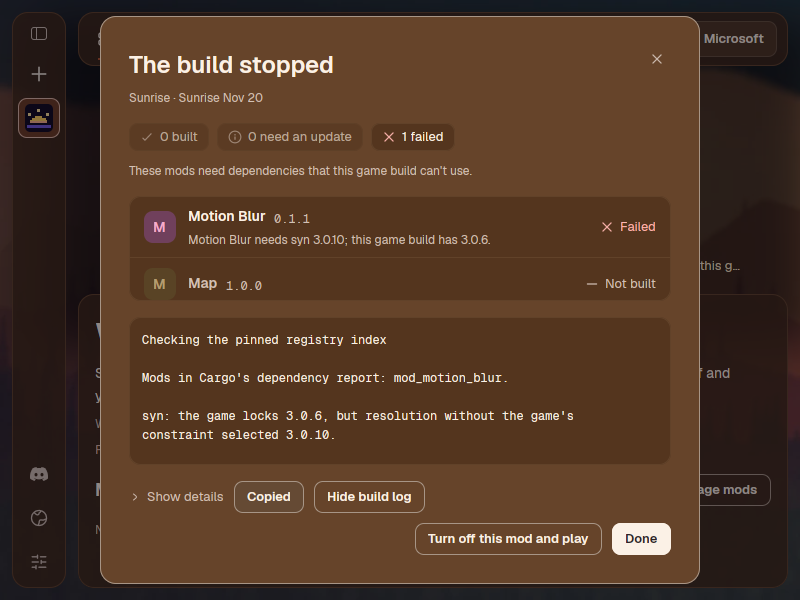 Microsoft
The build stopped
Sunrise · Sunrise Nov 20
0 built
0 need an update
1 failed
These mods need dependencies that this game build can't use.
M
Motion Blur 0.1.1
Motion Blur needs syn 3.0.10; this game build has 3.0.6.
Failed
this g…
M
Map 1.0.0
Not built
Checking the pinned registry index
Mods in Cargo's dependency report: mod_motion_blur.
f and
syn: the game locks 3.0.6, but resolution without the game's
constraint selected 3.0.10.
Show details
Copied
Hide build log
age mods
Turn off this mod and play
Done